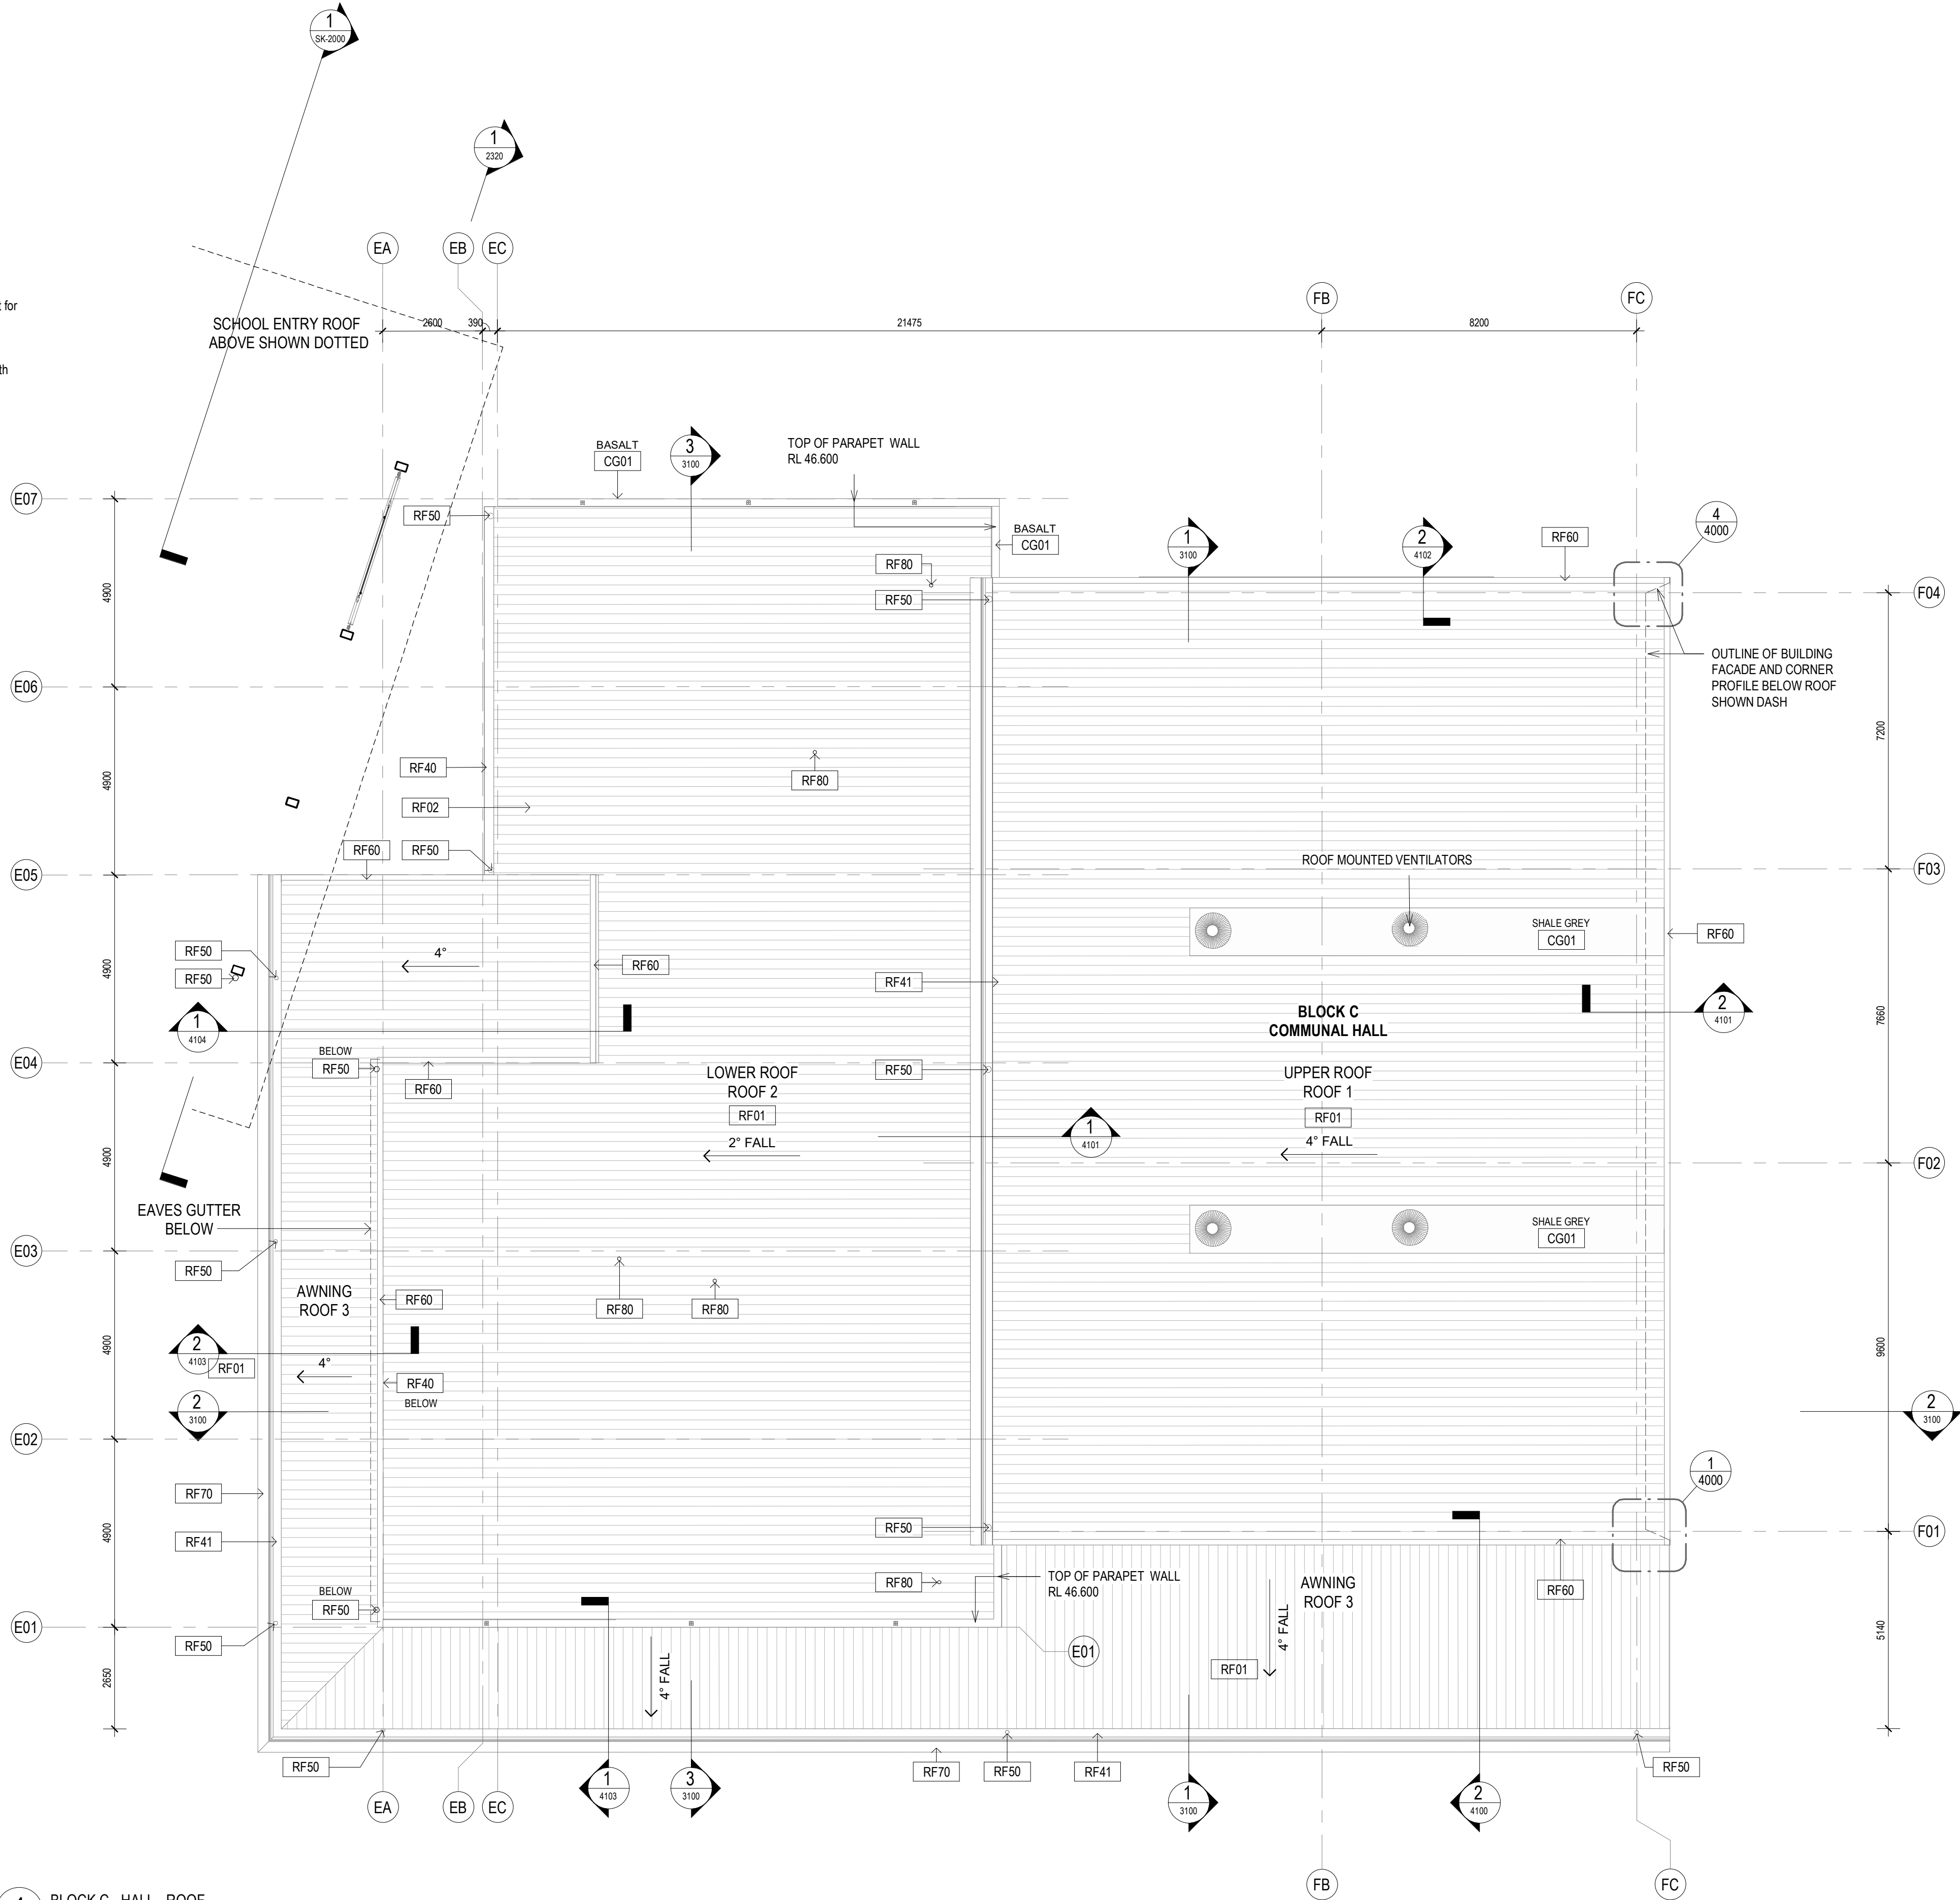 1
SK-2000
1
2320
EA
EB
EC
FB
FC
t for
th
SCHOOL ENTRY ROOF
ABOVE SHOWN DOTTED
2600
390
21475
8200
BASALT
CG01
3
3100
TOP OF PARAPET WALL
RL 46.600
E07
RF50
BASALT
CG01
1
3100
2
4102
RF60
4
4000
RF80
RF50
4900
F04
OUTLINE OF BUILDING
FACADE AND CORNER
PROFILE BELOW ROOF
SHOWN DASH
E06
7200
RF40
RF80
4900
RF02
RF60
RF50
ROOF MOUNTED VENTILATORS
E05
F03
SHALE GREY
CG01
RF60
RF50
4°
RF60
4900
RF50
RF41
1
4104
BLOCK C
COMMUNAL HALL
2
4101
7660
BELOW
RF50
E04
RF60
LOWER ROOF
ROOF 2
RF01
RF50
UPPER ROOF
ROOF 1
RF01
1
4101
2° FALL
4° FALL
4900
F02
EAVES GUTTER
BELOW
SHALE GREY
CG01
E03
RF50
AWNING
ROOF 3
RF60
RF80
RF80
4900
9600
2
4103
RF01
4°
RF40
BELOW
2
3100
2
3100
E02
RF70
1
4000
RF41
4900
RF50
F01
BELOW
RF50
RF80
TOP OF PARAPET WALL
RL 46.600
AWNING
ROOF 3
RF60
E01
RF50
E01
4° FALL
5140
2650
4° FALL
RF01
RF50
RF70
RF50
RF41
RF50
EA
EB
EC
1
4103
3
3100
1
3100
2
4100
FB
FC
BLOCK C - HALL - ROOF